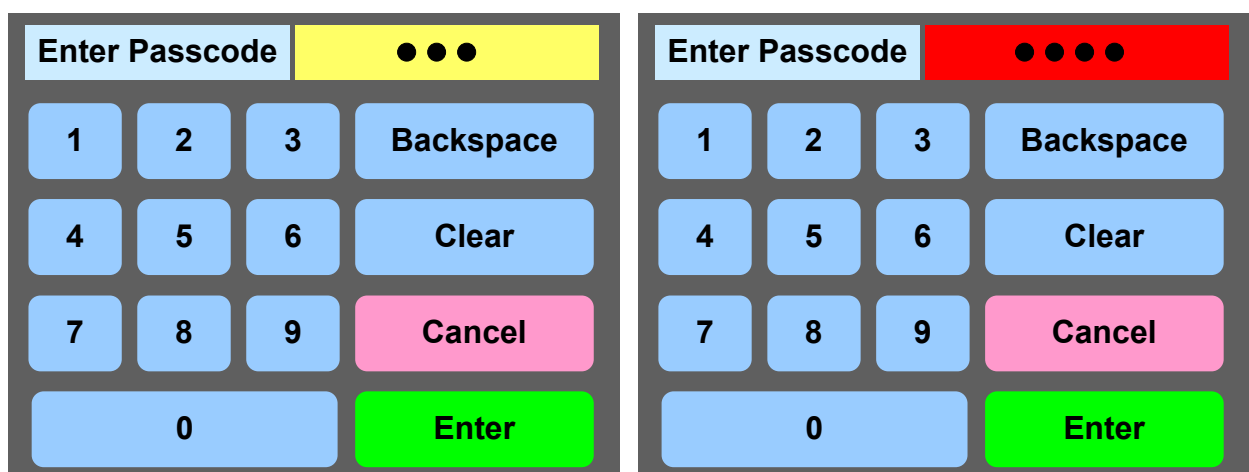 Enter Passcode ●●●
1 2 3 Backspace
4 5 6 Clear
7 8 9 Cancel
0 Enter
Enter Passcode ●●●●
1 2 3 Backspace
4 5 6 Clear
7 8 9 Cancel
0 Enter